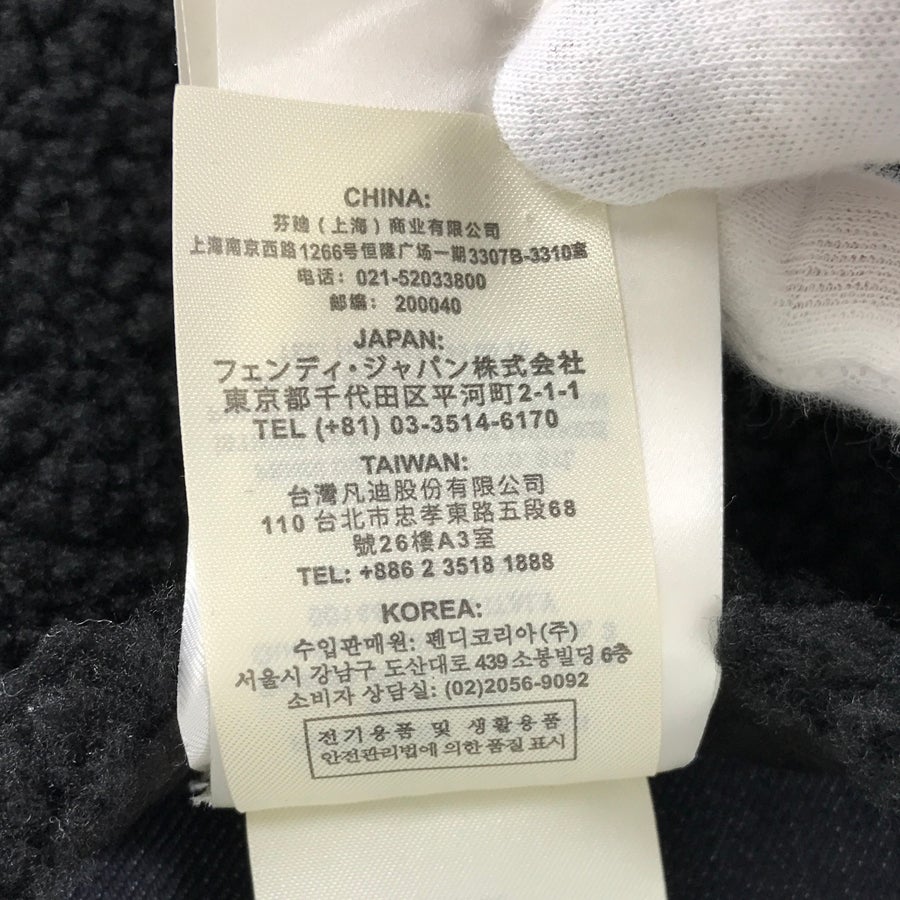 CHINA:
芬迪（上海）商业有限公司
上海南京西路1266号恒隆广场一期3307B-3310室
电话：021-52033800
邮编：200040
JAPAN:
フェンディ・ジャパン株式会社
東京都千代田区平河町2-1-1
TEL (+81) 03-3514-6170
TAIWAN:
台灣凡迪股份有限公司
110 台北市忠孝東路五段68
號26樓A3室
TEL: +886 2 3518 1888
KOREA:
수입판매원: 펜디코리아(주)
서울시 강남구 도산대로 439 소봉빌딩 6층
소비자 상담실: (02)2056-9092
전기용품 및 생활용품
안전관리법에 의한 품질 표시